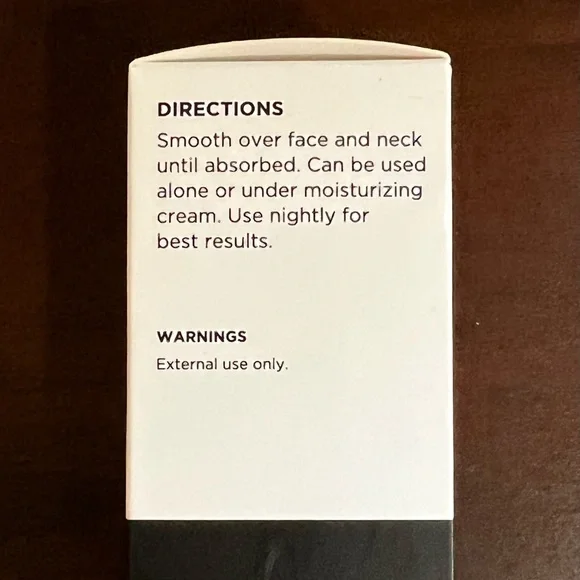 DIRECTIONS
Smooth over face and neck
until absorbed. Can be used
alone or under moisturizing
cream. Use nightly for
best results.
WARNINGS
External use only.